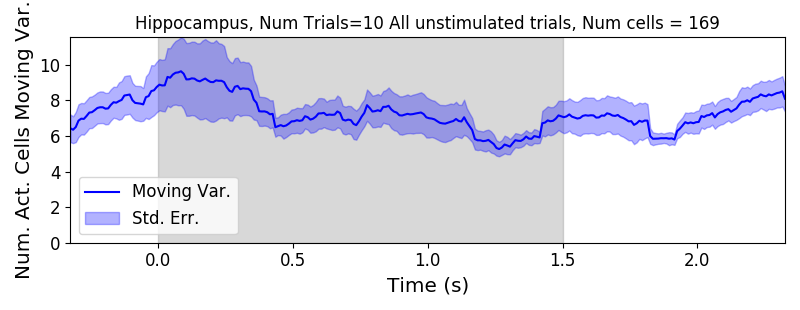 Hippocampus, Num Trials=10 All unstimulated trials, Num cells = 169
Num. Act. Cells Moving Var.
10
8
6
4
2
0
Moving Var.
Std. Err.
0.0 0.5 1.0 1.5 2.0
Time (s)